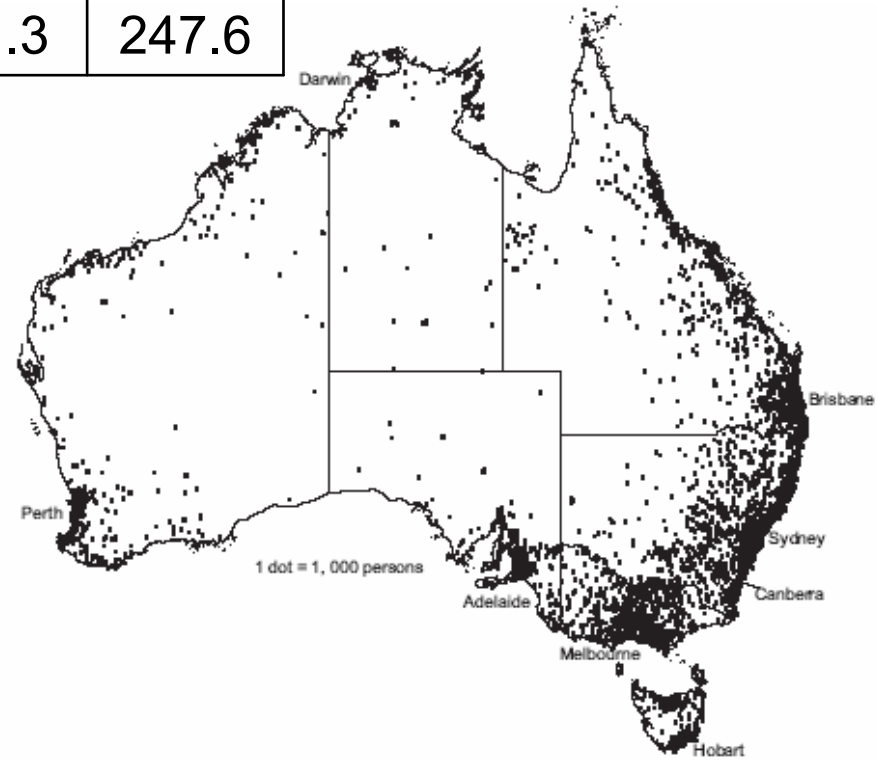 .3 247.6
Darwin
Brisbane
Perth
Sydney
1 dot = 1, 000 persons
Canberra
Adelaide
Melbourne
Hobart